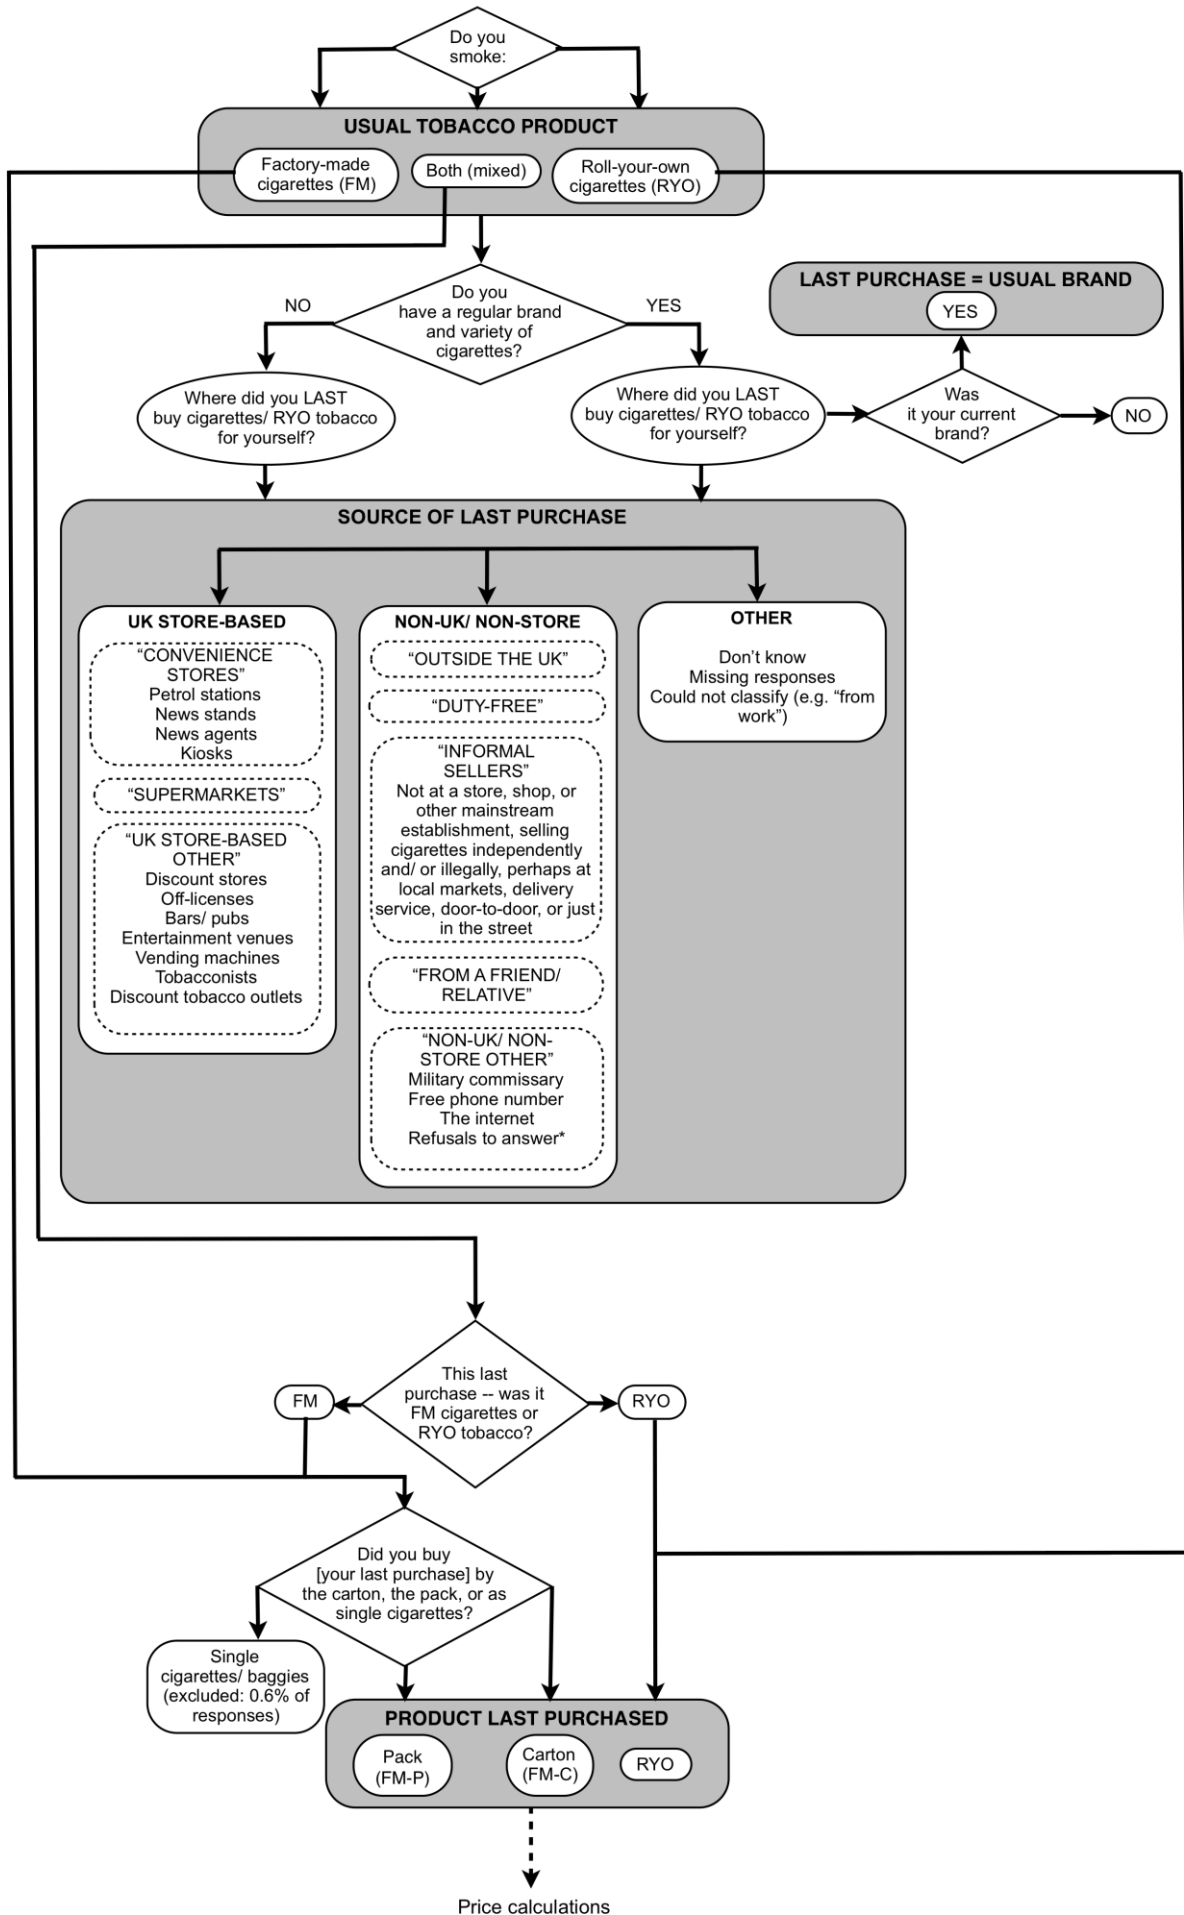 Do you
smoke:
USUAL TOBACCO PRODUCT
Factory-made
cigarettes (FM)
Both (mixed)
Roll-your-own
cigarettes (RYO)
NO
Do you
have a regular brand
and variety of
cigarettes?
YES
LAST PURCHASE = USUAL BRAND
YES
Where did you LAST
buy cigarettes/ RYO tobacco
for yourself?
Where did you LAST
buy cigarettes/ RYO tobacco
for yourself?
Was
it your current
brand?
NO
SOURCE OF LAST PURCHASE
UK STORE-BASED
“CONVENIENCE
STORES”
Petrol stations
News stands
News agents
Kiosks
“SUPERMARKETS”
“UK STORE-BASED
OTHER”
Discount stores
Off-licenses
Bars/ pubs
Entertainment venues
Vending machines
Tobacconists
Discount tobacco outlets
NON-UK/ NON-STORE
“OUTSIDE THE UK”
“DUTY-FREE”
“INFORMAL
SELLERS”
Not at a store, shop, or
other mainstream
establishment, selling
cigarettes independently
and/ or illegally, perhaps at
local markets, delivery
service, door-to-door, or just
in the street
“FROM A FRIEND/
RELATIVE”
“NON-UK/ NON-
STORE OTHER”
Military commissary
Free phone number
The internet
Refusals to answer*
OTHER
Don’t know
Missing responses
Could not classify (e.g. “from
work”)
This last
purchase -- was it
FM cigarettes or
RYO tobacco?
FM
RYO
Did you buy
[your last purchase] by
the carton, the pack, or as
single cigarettes?
Single
cigarettes/ baggies
(excluded: 0.6% of
responses)
PRODUCT LAST PURCHASED
Pack
(FM-P)
Carton
(FM-C)
RYO
Price calculations